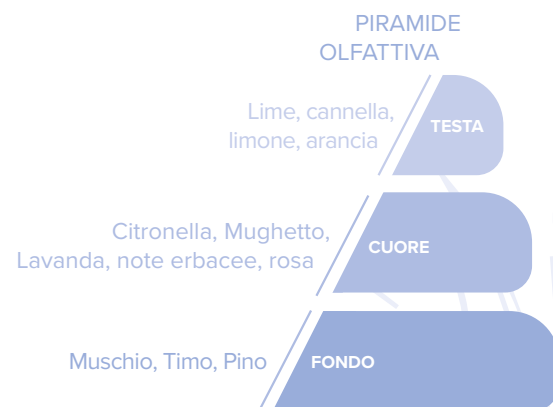 PIRAMIDE
OLFATTIVA
Lime, cannella,
limone, arancia
TESTA
Citronella, Mughetto,
Lavanda, note erbacee, rosa
CUORE
Muschio, Timo, Pino
FONDO